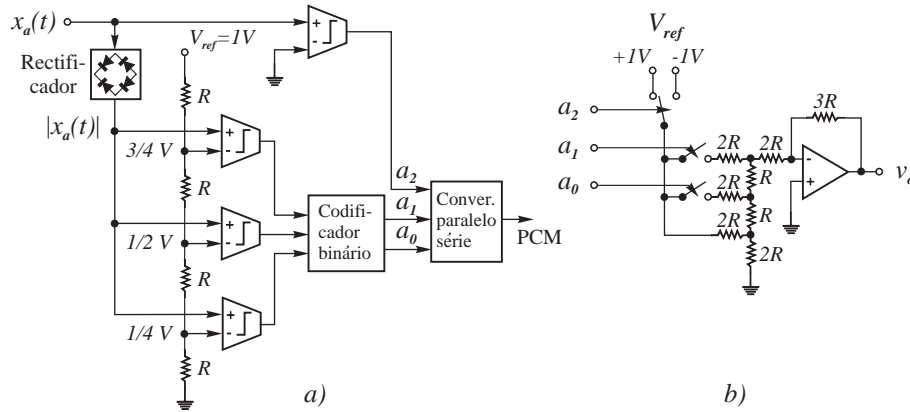 x_a(t)
Rectifi-
cador
|x_a(t)|
V_ref=1V
R
3/4 V
R
1/2 V
R
1/4 V
R
+
-
+
-
+
-
+
-
Codifi-
cador
binário
a_2
a_1
a_0
Conver.
paralelo
série
PCM
a)
V_ref
+1V
-1V
a_2
a_1
a_0
2R
2R
3R
R
2R
R
2R
2R
-
+
b)